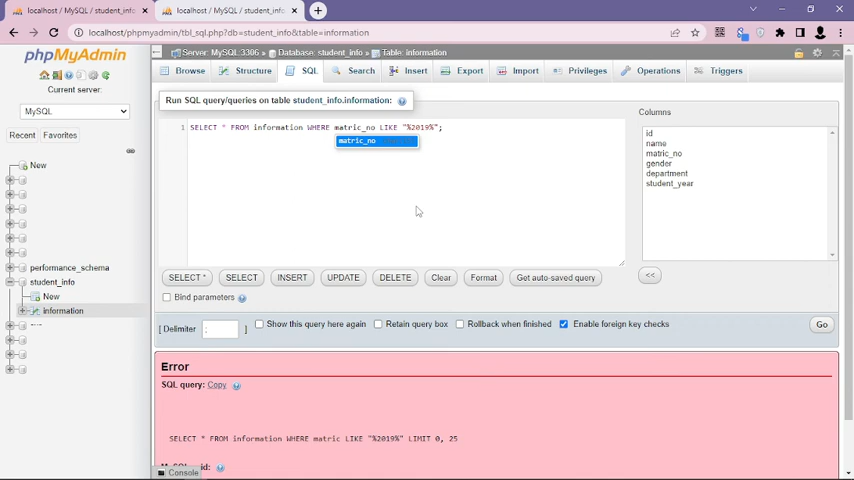 localhost / MySQL / student_info
localhost / MySQL / student_info
localhost/phpmyadmin/tbl_sql.php?db=student_info&table=information
phpMyAdmin
Current server:
MySQL
Recent Favorites
New
performance_schema
student_info
New
information
Server: MySQL:3306 » Database: student_info » Table: information
Browse Structure SQL Search Insert Export Import Privileges Operations Triggers
Run SQL query/queries on table student_info.information:
1 SELECT * FROM information WHERE matric_no LIKE "%2019%";
matric_no
Columns
id
name
matric_no
gender
department
student_year
SELECT * SELECT INSERT UPDATE DELETE Clear Format Get auto-saved query
<<
Bind parameters
[ Delimiter ; ] Show this query here again Retain query box Rollback when finished Enable foreign key checks Go
Error
SQL query: Copy
SELECT * FROM information WHERE matric LIKE "%2019%" LIMIT 0, 25
Console